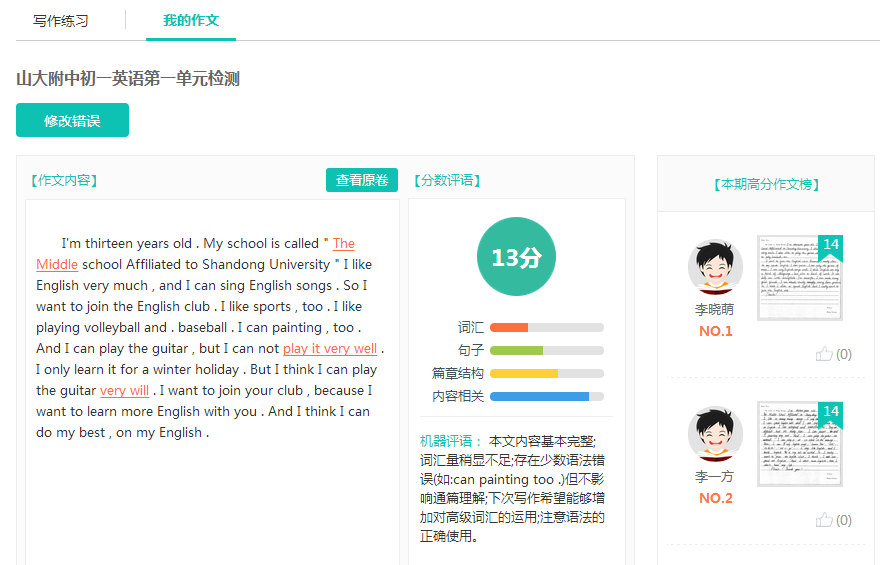 写作练习
我的作文
山大附中初一英语第一单元检测
修改错误
【作文内容】
查看原卷
I'm thirteen years old . My school is called " The
Middle school Affiliated to Shandong University " I like
English very much , and I can sing English songs . So I
want to join the English club . I like sports , too . I like
playing volleyball and . baseball . I can painting , too .
And I can play the guitar , but I can not play it very well .
I only learn it for a winter holiday . But I think I can play
the guitar very will . I want to join your club , because I
want to learn more English with you . And I think I can
do my best , on my English .
【分数评语】
13分
词汇
句子
篇章结构
内容相关
机器评语： 本文内容基本完整;
词汇量稍显不足;存在少数语法错
误(如:can painting too .)但不影
响通篇理解;下次写作希望能够增
加对高级词汇的运用;注意语法的
正确使用。
【本期高分作文榜】
14
李晓萌
NO.1
(0)
14
李一方
NO.2
(0)